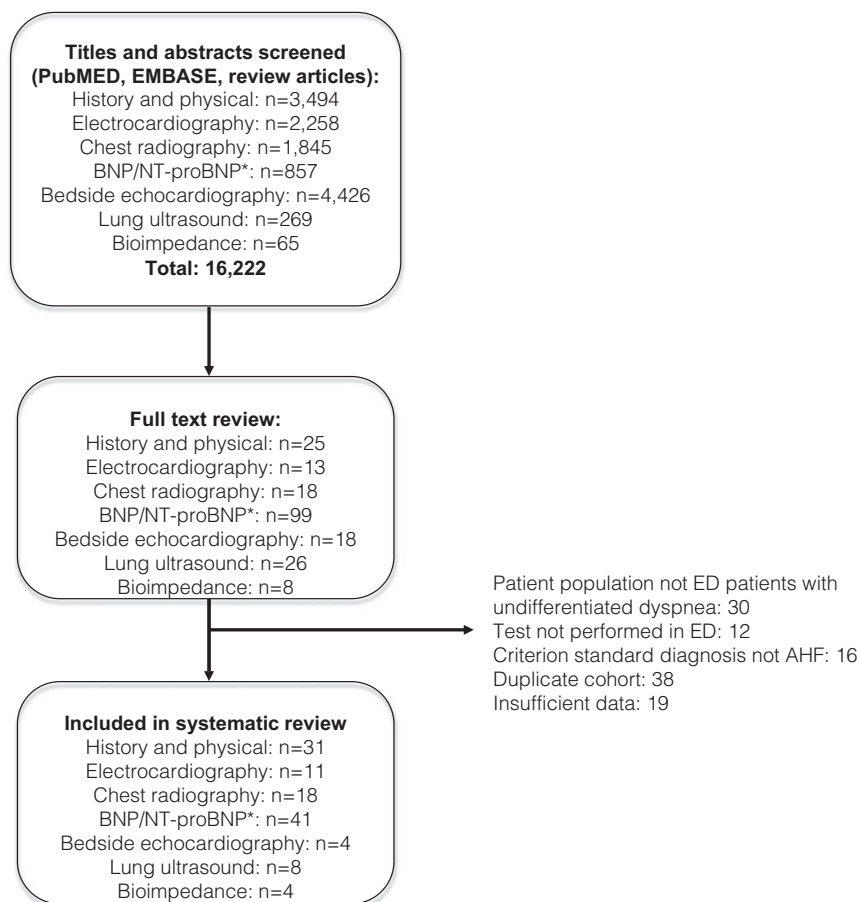 Titles and abstracts screened
(PubMED, EMBASE, review articles):
History and physical: n=3,494
Electrocardiography: n=2,258
Chest radiography: n=1,845
BNP/NT-proBNP*: n=857
Bedside echocardiography: n=4,426
Lung ultrasound: n=269
Bioimpedance: n=65
Total: 16,222
Full text review:
History and physical: n=25
Electrocardiography: n=13
Chest radiography: n=18
BNP/NT-proBNP*: n=99
Bedside echocardiography: n=18
Lung ultrasound: n=26
Bioimpedance: n=8
Patient population not ED patients with
undifferentiated dyspnea: 30
Test not performed in ED: 12
Criterion standard diagnosis not AHF: 16
Duplicate cohort: 38
Insufficient data: 19
Included in systematic review
History and physical: n=31
Electrocardiography: n=11
Chest radiography: n=18
BNP/NT-proBNP*: n=41
Bedside echocardiography: n=4
Lung ultrasound: n=8
Bioimpedance: n=4